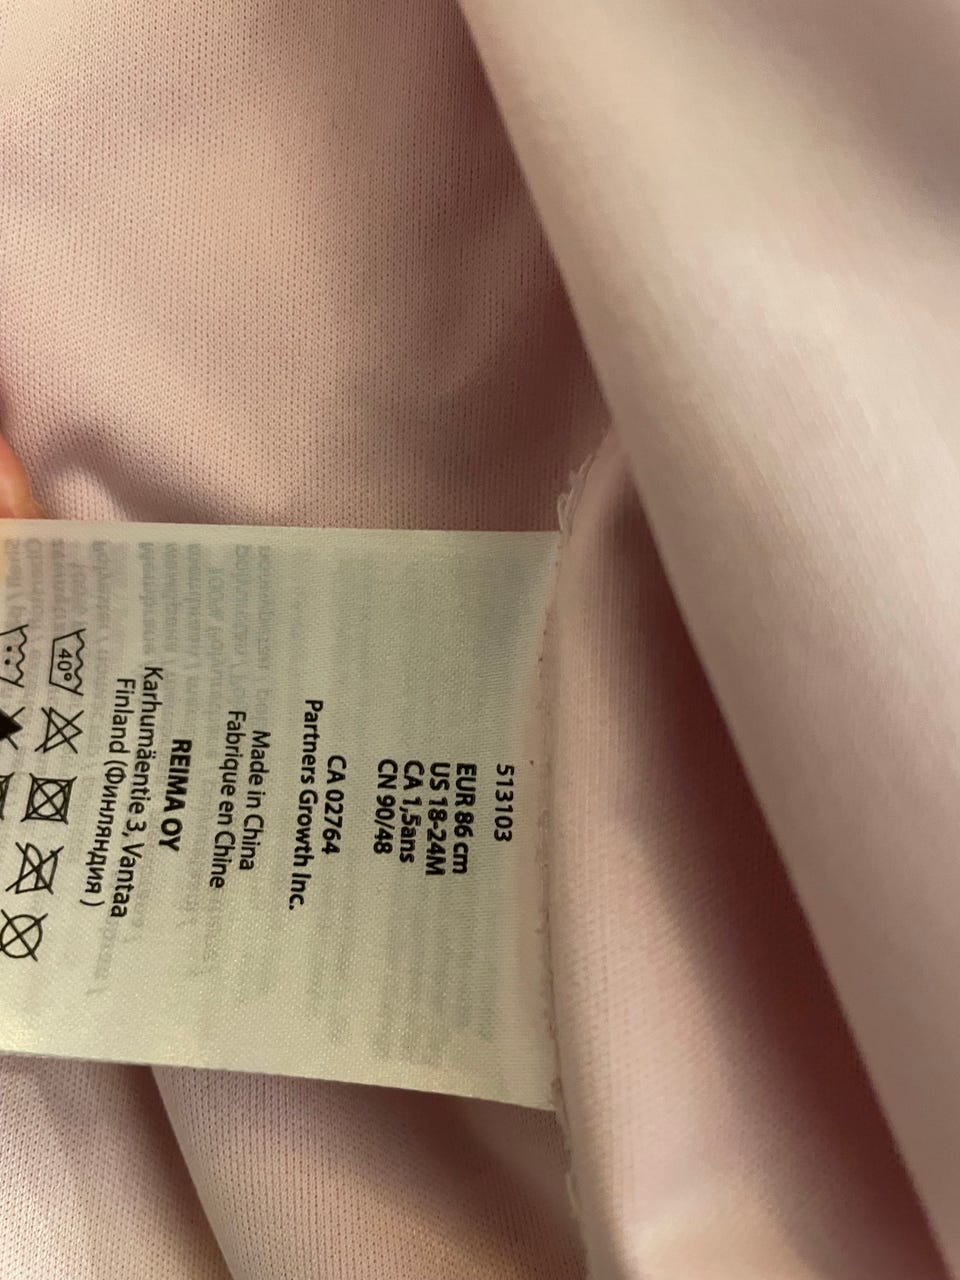 513103
EUR 86 cm
US 18-24M
CA 1,5ans
CN 90/48
CA 02764
Partners Growth Inc.
Made in China
Fabrique en Chine
REIMA OY
Karhumäentie 3, Vantaa
Finland (ФИНЛЯНДИЯ)
40°